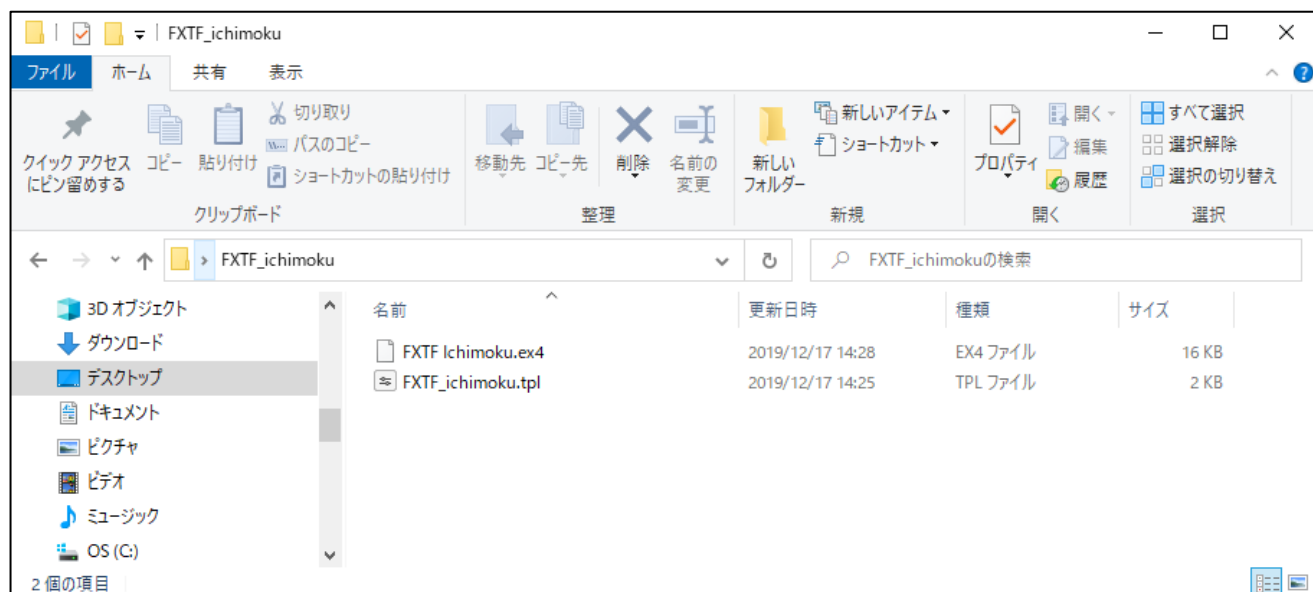 FXTF_ichimoku
ファイル ホーム 共有 表示
クイック アクセス
にピン留めする
コピー
貼り付け
切り取り
パスのコピー
ショートカットの貼り付け
クリップボード
移動先
コピー先
削除
名前の
変更
整理
新しい
フォルダー
新しいアイテム
ショートカット
新規
プロパティ
開く
編集
履歴
開く
すべて選択
選択解除
選択の切り替え
選択
FXTF_ichimoku
FXTF_ichimokuの検索
3D オブジェクト
ダウンロード
デスクトップ
ドキュメント
ピクチャ
ビデオ
ミュージック
OS (C:)
名前 更新日時 種類 サイズ
FXTF Ichimoku.ex4 2019/12/17 14:28 EX4 ファイル 16 KB
FXTF_ichimoku.tpl 2019/12/17 14:25 TPL ファイル 2 KB
2 個の項目